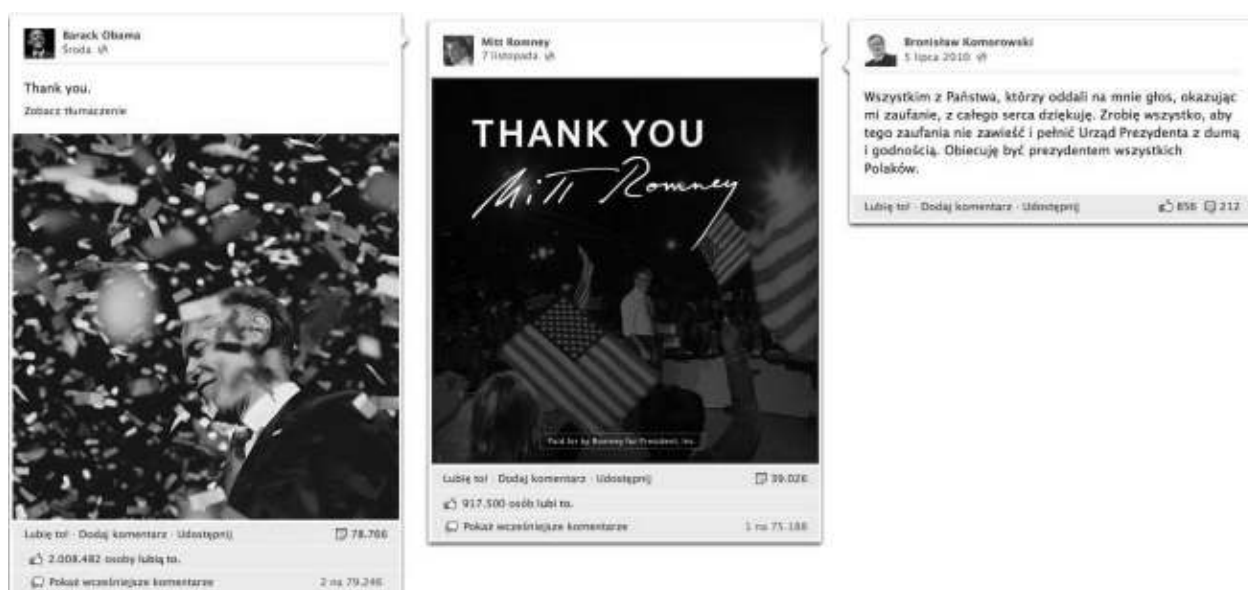 Barack Obama
Środa
Thank you.
Zobacz tłumaczenie
Lubię to! · Dodaj komentarz · Udostępnij 78.766
2.008.482 osoby lubią to.
Pokaż wcześniejsze komentarze 2 na 79.246
Mitt Romney
7 listopada
THANK YOU
Mitt Romney
Paid for by Romney for President, Inc.
Lubię to! · Dodaj komentarz · Udostępnij 39.026
917.500 osób lubi to.
Pokaż wcześniejsze komentarze 1 na 75.188
Bronisław Komorowski
5 lipca 2010
Wszystkim z Państwa, którzy oddali na mnie głos, okazując
mi zaufanie, z całego serca dziękuję. Zrobię wszystko, aby
tego zaufania nie zawieść i pełnić Urząd Prezydenta z dumą
i godnością. Obiecuję być prezydentem wszystkich
Polaków.
Lubię to! · Dodaj komentarz · Udostępnij 856 212